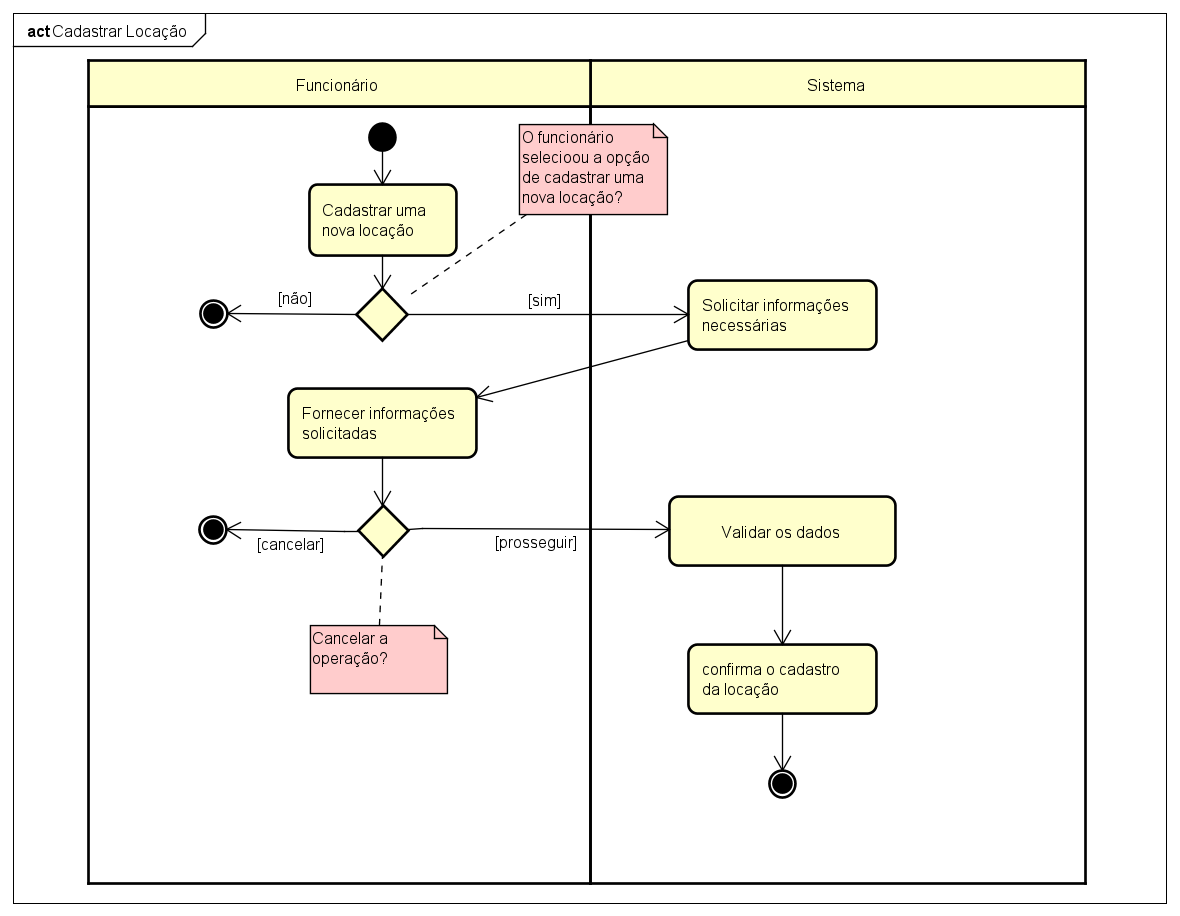 act Cadastrar Locação
Funcionário
Sistema
O funcionário
selecioou a opção
de cadastrar uma
nova locação?
Cadastrar uma
nova locação
[não]
[sim]
Solicitar informações
necessárias
Fornecer informações
solicitadas
[cancelar]
[prosseguir]
Validar os dados
Cancelar a
operação?
confirma o cadastro
da locação